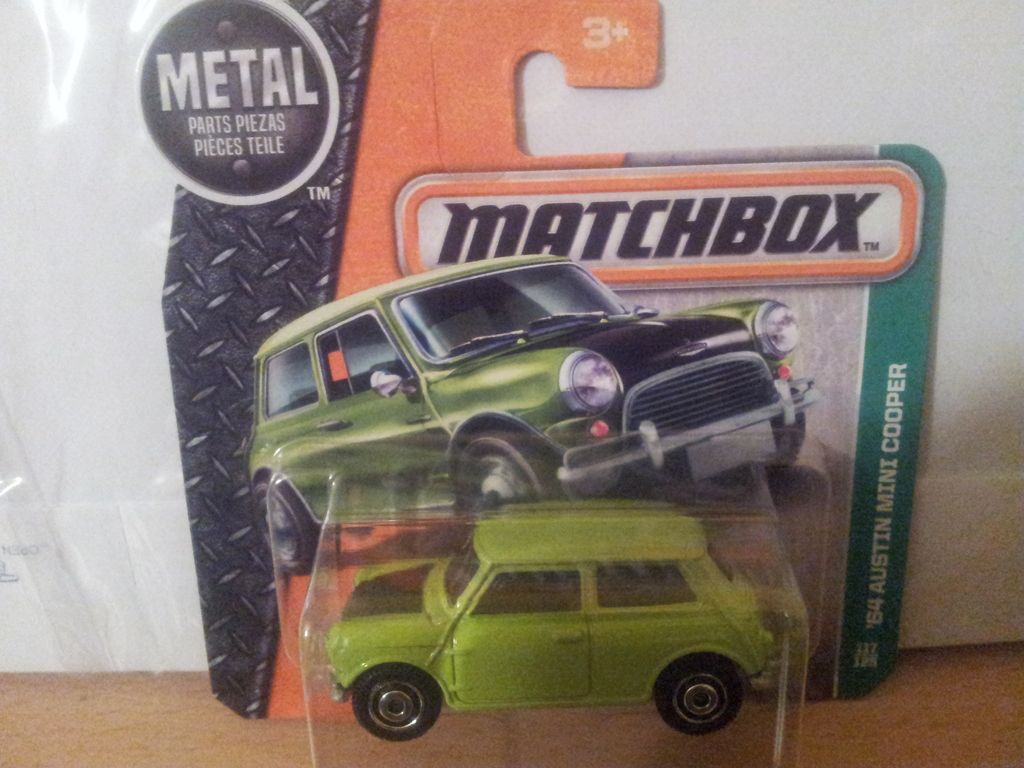 3+
METAL
PARTS PIEZAS
PIÈCES TEILE
TM
MATCHBOX TM
'64 AUSTIN MINI COOPER